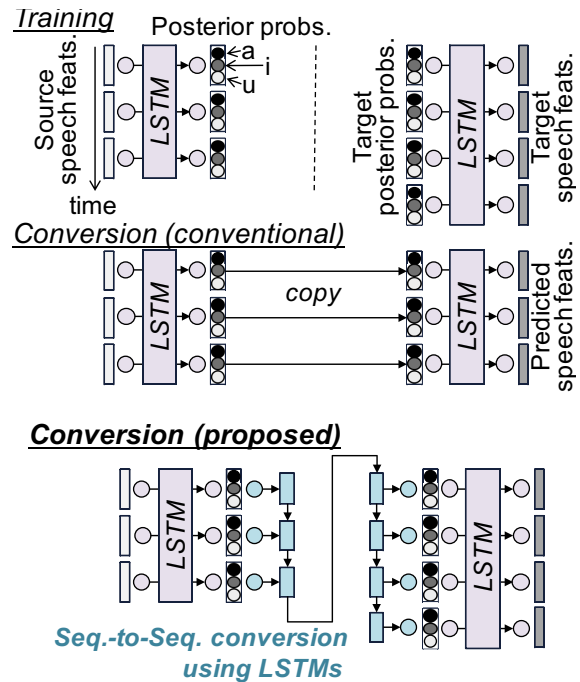 Training
Posterior probs.
Source
speech feats.
a
i
u
LSTM
time
Target
posterior probs.
LSTM
Target
speech feats.
Conversion (conventional)
LSTM
copy
LSTM
Predicted
speech feats.
Conversion (proposed)
LSTM
LSTM
Seq.-to-Seq. conversion
using LSTMs